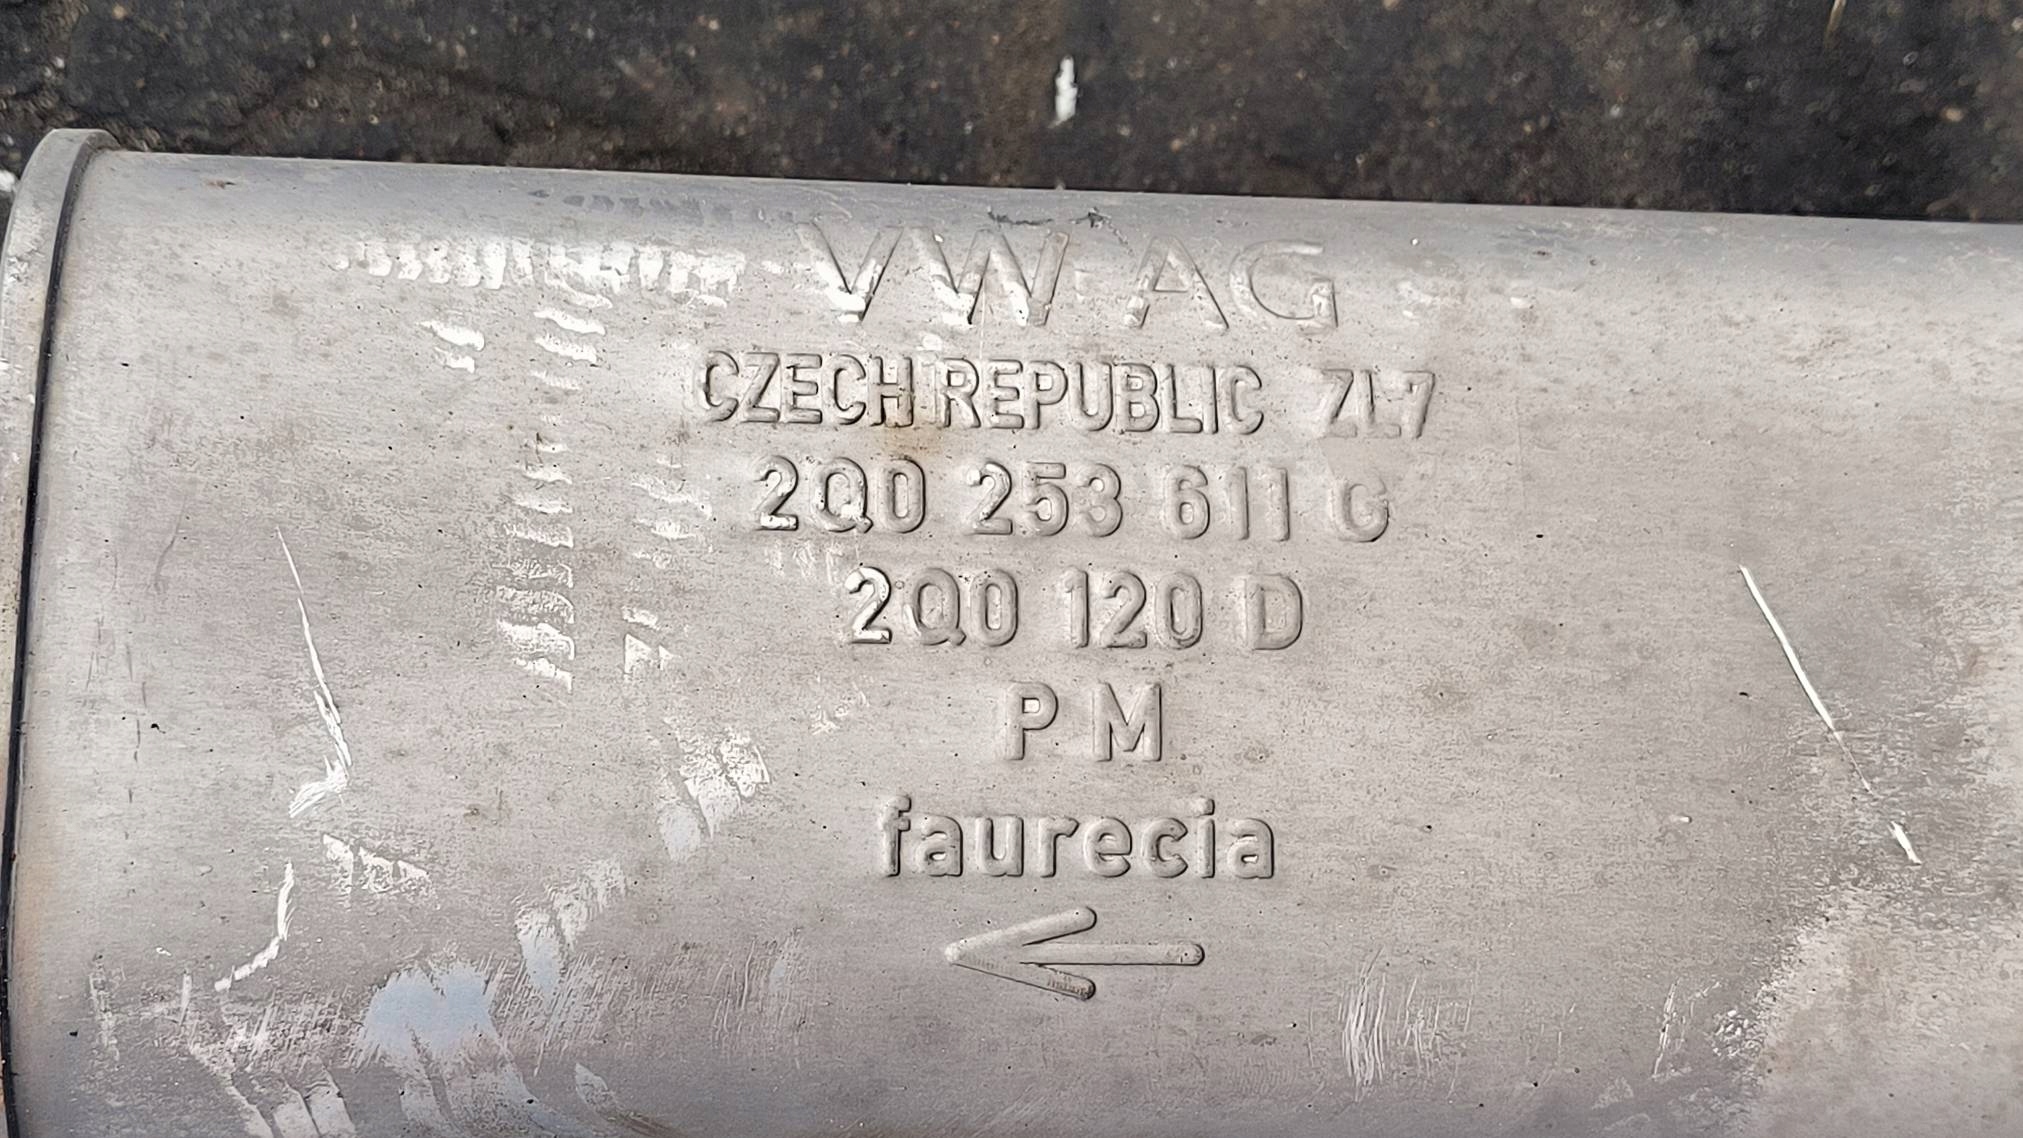 VW AG
CZECH REPUBLIC ZL7
2Q0 253 611 G
2Q0 120 D
P M
faurecia